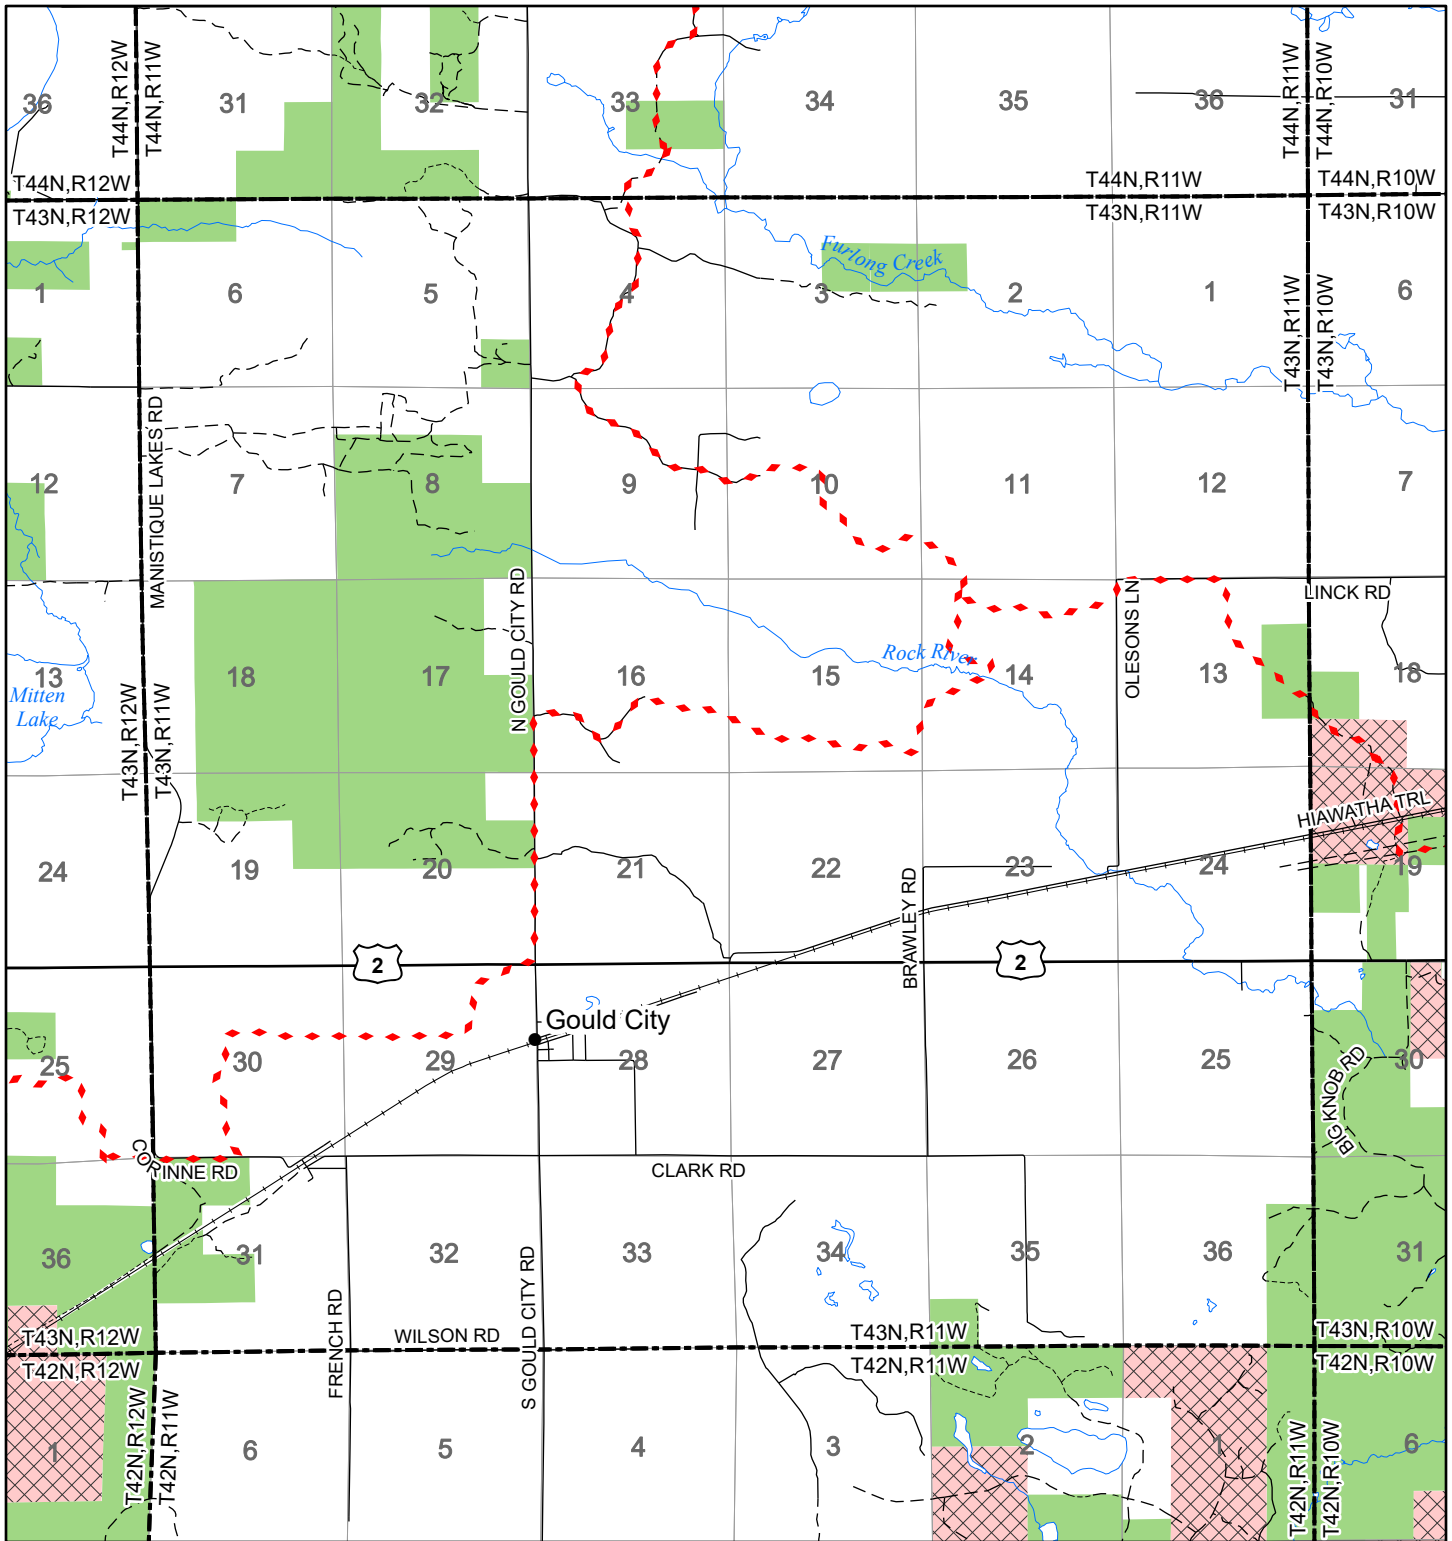 T44N,R12W
T44N,R11W
T44N,R11W
T44N,R10W
36
31
32
33
34
35
36
31
T44N,R12W
T44N,R11W
T44N,R10W
T43N,R12W
T43N,R11W
T43N,R10W
Furlong Creek
1
6
5
4
3
2
1
6
T43N,R11W
T43N,R10W
MANISTIQUE LAKES RD
12
7
8
9
10
11
12
7
N GOULD CITY RD
OLESONS LN
LINCK RD
Rock River
13
18
17
16
15
14
13
18
Mitten
Lake
T43N,R12W
T43N,R11W
HIAWATHA TRL
24
19
20
21
22
23
24
19
BRAWLEY RD
2
2
Gould City
25
30
29
28
27
26
25
30
BIG KNOB RD
CORINNE RD
CLARK RD
36
31
32
33
34
35
36
31
S GOULD CITY RD
FRENCH RD
WILSON RD
T43N,R12W
T43N,R11W
T43N,R10W
T42N,R12W
T42N,R11W
T42N,R10W
T42N,R12W
T42N,R11W
T42N,R11W
T42N,R10W
1
6
5
4
3
2
1
6